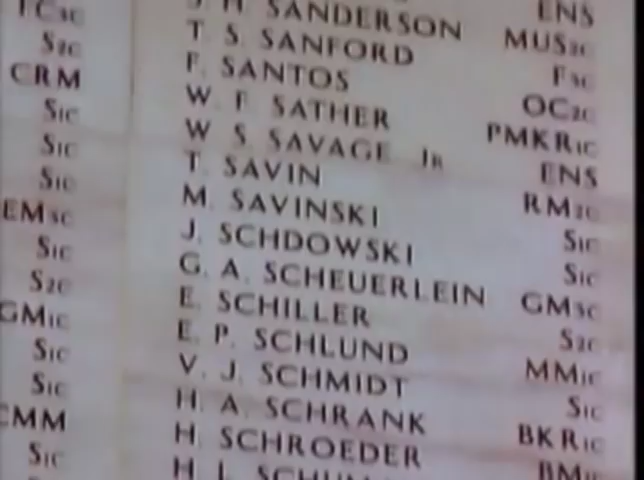 S2C
CRM
S1C
S1C
S1C
EM3C
S1C
S2C
GM1C
S1C
S1C
CMM
S1C
ENS
J. H. SANDERSON MUS2C
T. S. SANFORD F3C
F. SANTOS OC2C
W. F. SATHER PMKR1C
W. S. SAVAGE JR ENS
T. SAVIN RM2C
M. SAVINSKI S1C
J. SCHDOWSKI S1C
G. A. SCHEUERLEIN GM3C
E. SCHILLER S2C
E. P. SCHLUND MM1C
V. J. SCHMIDT S1C
H. A. SCHRANK BKR1C
H. SCHROEDER BM1C
H. L.